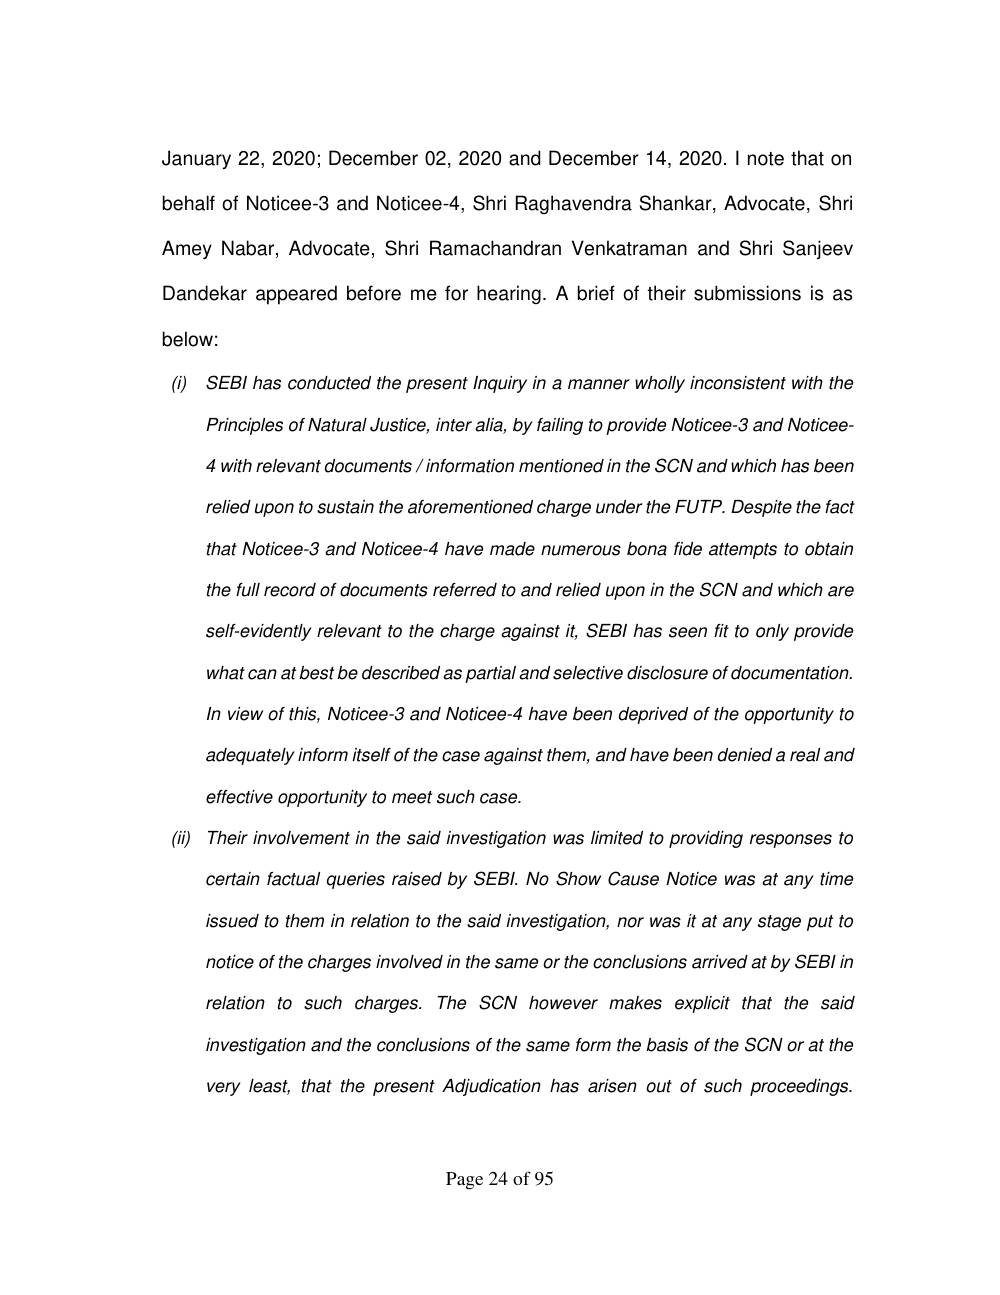 January 22, 2020; December 02, 2020 and December 14, 2020. I note that on
behalf of Noticee-3 and Noticee-4, Shri Raghavendra Shankar, Advocate, Shri
Amey Nabar, Advocate, Shri Ramachandran Venkatraman and Shri Sanjeev
Dandekar appeared before me for hearing. A brief of their submissions is as
below:
(i) SEBI has conducted the present Inquiry in a manner wholly inconsistent with the
Principles of Natural Justice, inter alia, by failing to provide Noticee-3 and Noticee-
4 with relevant documents / information mentioned in the SCN and which has been
relied upon to sustain the aforementioned charge under the FUTP. Despite the fact
that Noticee-3 and Noticee-4 have made numerous bona fide attempts to obtain
the full record of documents referred to and relied upon in the SCN and which are
self-evidently relevant to the charge against it, SEBI has seen fit to only provide
what can at best be described as partial and selective disclosure of documentation.
In view of this, Noticee-3 and Noticee-4 have been deprived of the opportunity to
adequately inform itself of the case against them, and have been denied a real and
effective opportunity to meet such case.
(ii) Their involvement in the said investigation was limited to providing responses to
certain factual queries raised by SEBI. No Show Cause Notice was at any time
issued to them in relation to the said investigation, nor was it at any stage put to
notice of the charges involved in the same or the conclusions arrived at by SEBI in
relation to such charges. The SCN however makes explicit that the said
investigation and the conclusions of the same form the basis of the SCN or at the
very least, that the present Adjudication has arisen out of such proceedings.
Page 24 of 95